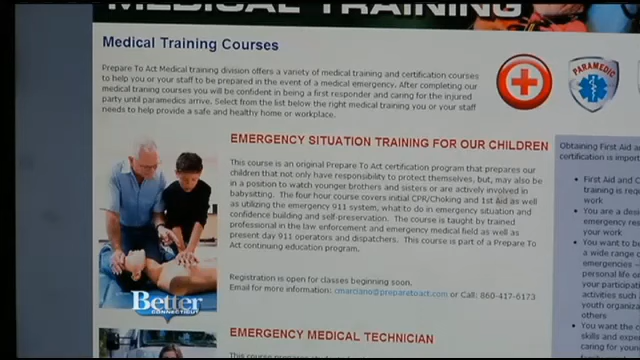 MEDICAL TRAINING
Medical Training Courses
Prepare To Act Medical training division offers a variety of medical training and certification courses
to help you or your staff to be prepared in the event of a medical emergency. After completing our
medical training courses you will be confident in being a first responder and caring for the injured
party until paramedics arrive. Select from the list below the right medical training you or your staff
needs to help provide a safe and healthy home or workplace.
PARAMEDIC
EMERGENCY SITUATION TRAINING FOR OUR CHILDREN
This course is an original Prepare To Act certification program that prepares our
children that not only have responsibility to protect themselves, but, may also be
in a position to watch younger brothers and sisters or are actively involved in
babysitting. The four hour course covers initial CPR/Choking and 1st Aid as well
as utilizing the emergency 911 system, what to do in emergency situation and
confidence building and self-preservation. The course is taught by trained
professional in the law enforcement and emergency medical field as well as
present day 911 operators and dispatchers. This course is part of a Prepare To
Act continuing education program.
Registration is open for classes beginning soon.
Email for more information: cmarciano@preparetoact.com or Call: 860-417-6173
EMERGENCY MEDICAL TECHNICIAN
Obtaining First Aid a
certification is import
First Aid and C
training is req
work
You are a des
emergency res
your work
You want to b
a wide range o
emergencies –
personal life o
your participat
activities such
youth organiza
others
You want the c
skills and expe
caring for your
Better
CONNECTICUT